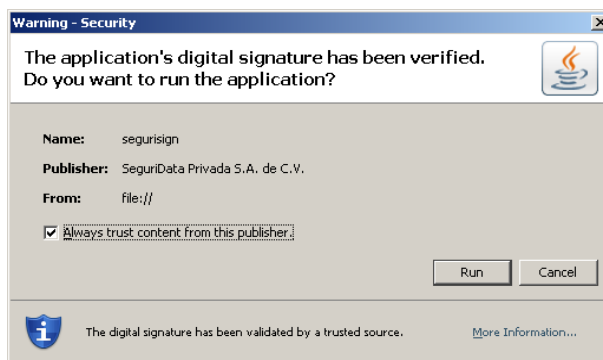 Warning - Security
The application's digital signature has been verified.
Do you want to run the application?
Name: segurisign
Publisher: SeguriData Privada S.A. de C.V.
From: file://
Always trust content from this publisher.
Run Cancel
The digital signature has been validated by a trusted source. More Information...